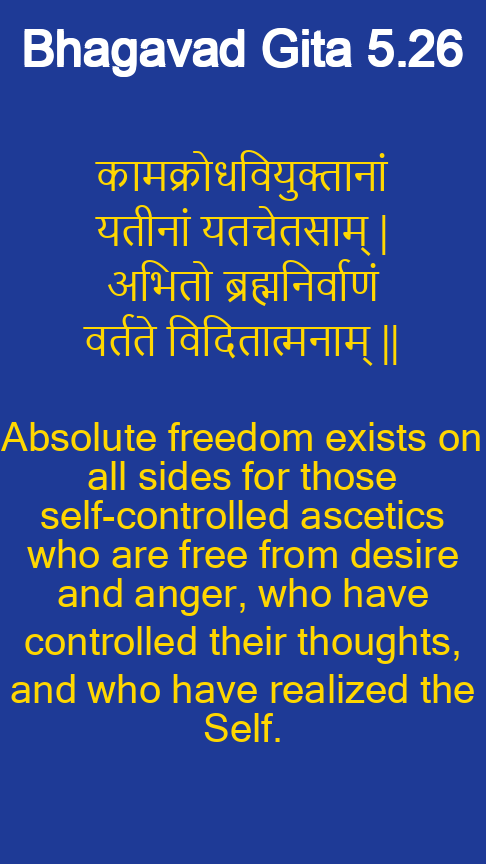 Bhagavad Gita 5.26
कामक्रोधवियुक्तानां
यतीनां यतचेतसाम् |
अभितो ब्रह्मनिर्वाणं
वर्तते विदितात्मनाम् ||
Absolute freedom exists on
all sides for those
self-controlled ascetics
who are free from desire
and anger, who have
controlled their thoughts,
and who have realized the
Self.